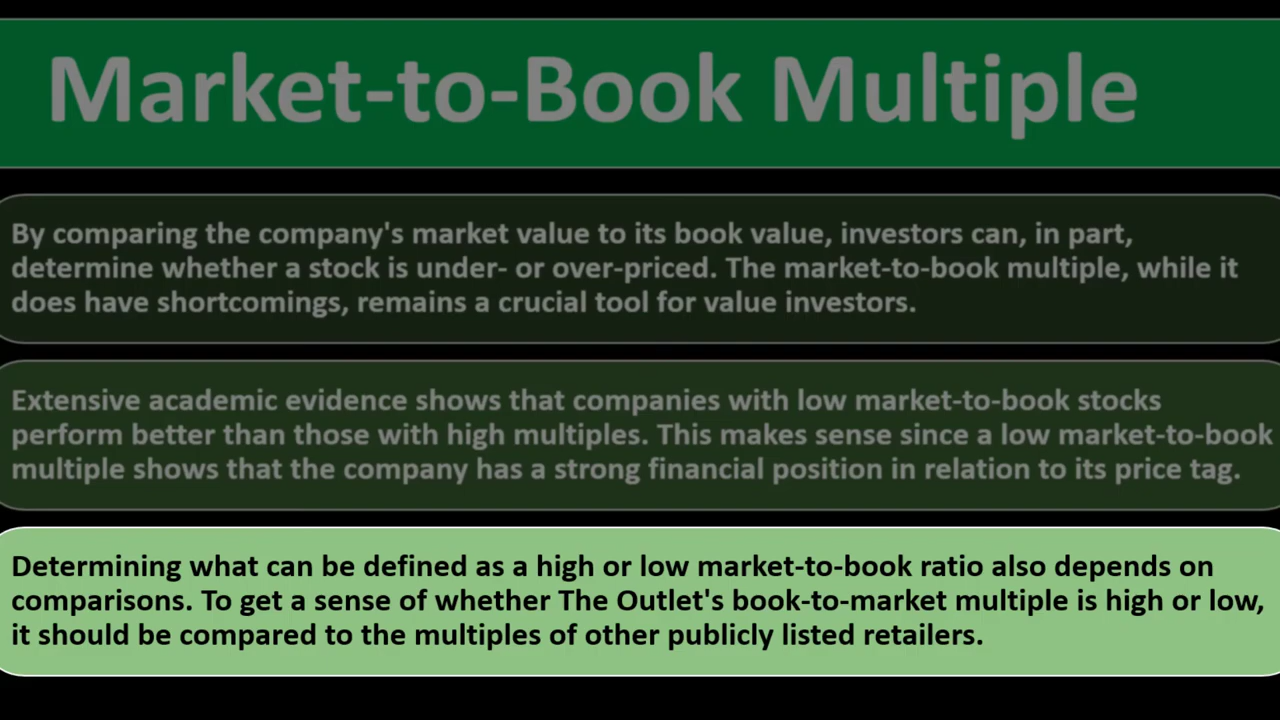 Market-to-Book Multiple
By comparing the company's market value to its book value, investors can, in part,
determine whether a stock is under- or over-priced. The market-to-book multiple, while it
does have shortcomings, remains a crucial tool for value investors.
Extensive academic evidence shows that companies with low market-to-book stocks
perform better than those with high multiples. This makes sense since a low market-to-book
multiple shows that the company has a strong financial position in relation to its price tag.
Determining what can be defined as a high or low market-to-book ratio also depends on
comparisons. To get a sense of whether The Outlet's book-to-market multiple is high or low,
it should be compared to the multiples of other publicly listed retailers.